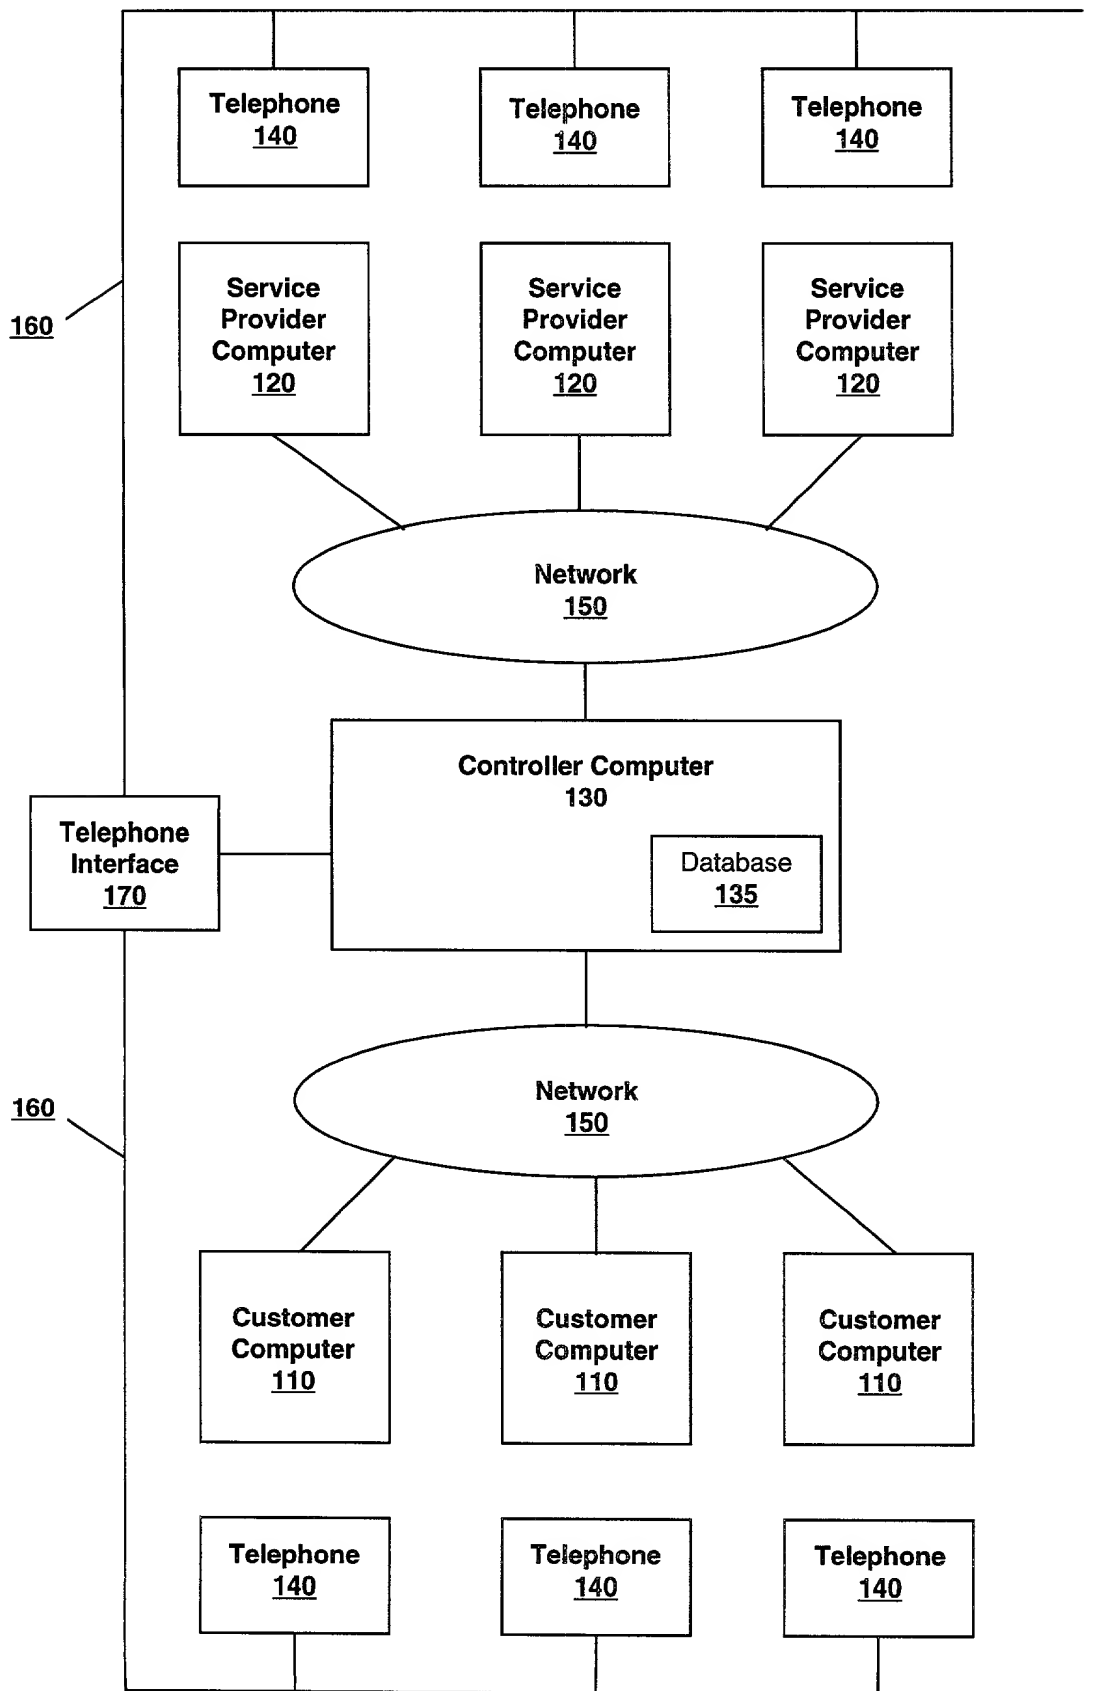 Telephone
140
Telephone
140
Telephone
140
Service
Provider
Computer
120
Service
Provider
Computer
120
Service
Provider
Computer
120
160
Network
150
Controller Computer
130
Telephone
Interface
170
Database
135
Network
150
160
Customer
Computer
110
Customer
Computer
110
Customer
Computer
110
Telephone
140
Telephone
140
Telephone
140